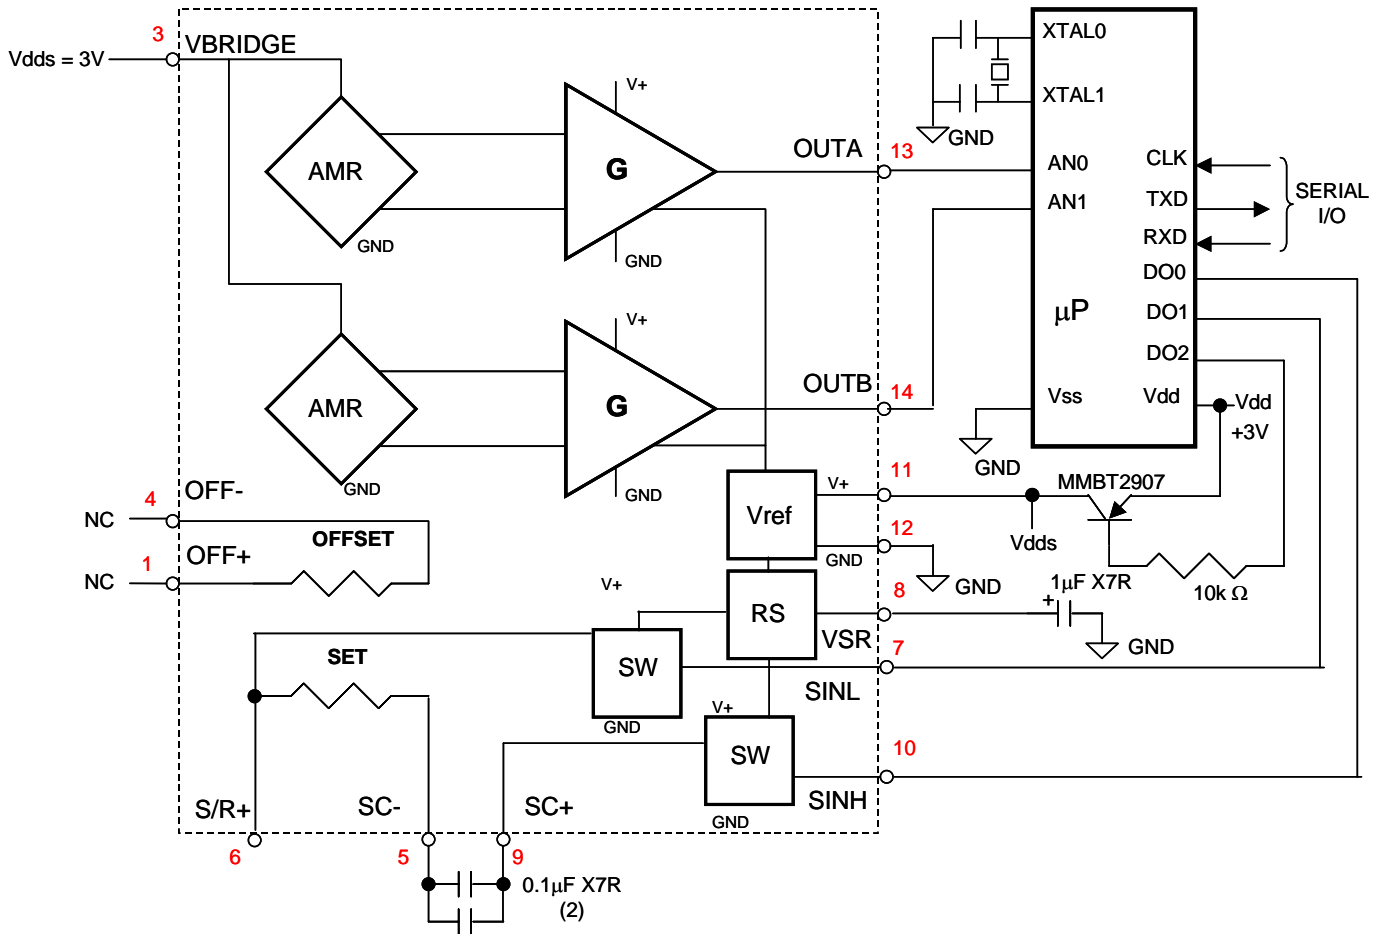 3
VBRIDGE
Vdds = 3V
XTAL0
XTAL1
GND
V+
AMR
G
GND
GND
OUTA
13
AN0
AN1
CLK
TXD
RXD
SERIAL
I/O
DO0
DO1
DO2
μP
V+
AMR
G
GND
GND
OUTB
14
Vss
Vdd
Vdd
+3V
GND
4
OFF-
NC
OFFSET
1
OFF+
NC
11
V+
Vref
12
GND
GND
MMBT2907
Vdds
10k Ω
V+
RS
8
VSR
+
1μF X7R
GND
SET
SW
GND
7
SINL
V+
SW
GND
10
SINH
S/R+
SC-
SC+
6
5
9
0.1μF X7R
(2)